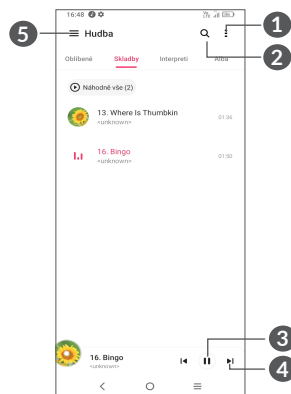 16:48
1
5
Hudba
2
Oblíbené Skladby Interpreti Alba
Náhodně vše (2)
13. Where Is Thumbkin
<unknown>
01:36
16. Bingo
<unknown>
01:50
3
16. Bingo
<unknown>
4